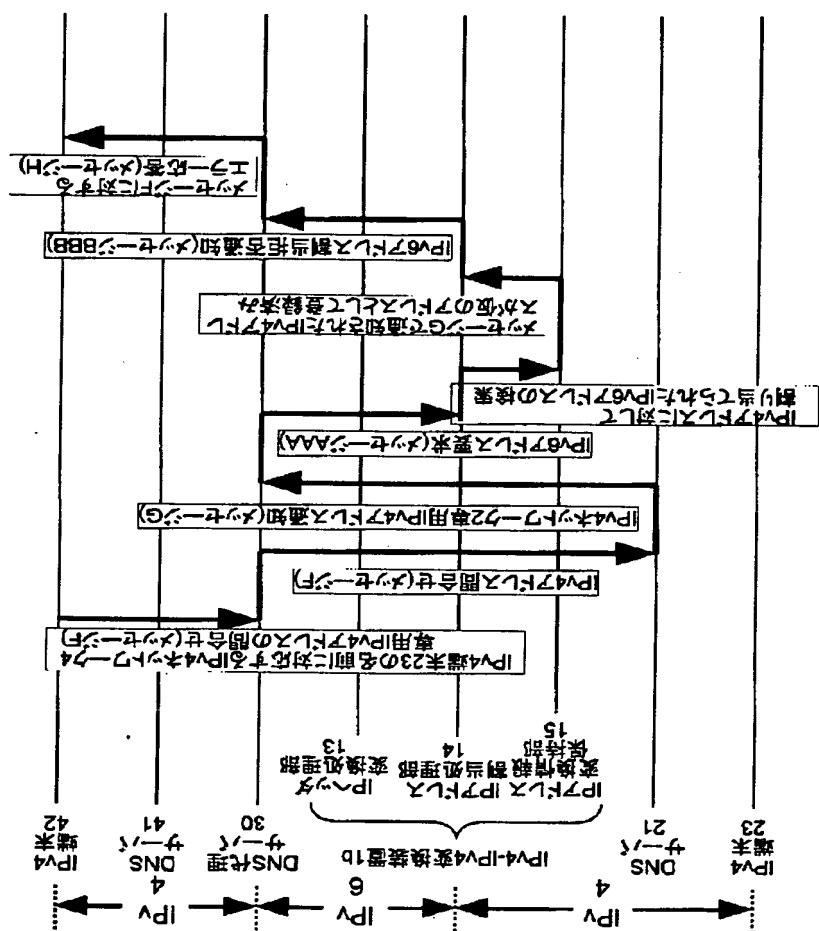 IPv
4
IPv
6
IPv
4
IPv4
端末
23
DNS
サーバ
21
IPv4-IPv4変換装置1b
IPアドレス
変換情報
保持部
15
IPアドレス
割当処理部
14
IPヘッダ
変換処理部
13
DNS代理
サーバ
30
DNS
サーバ
41
IPv4
端末
42
IPv4端末23の名前に対応するIPv4ネットワーク4
専用IPv4アドレスの問合せ(メッセージF)
IPv4アドレス問合せ(メッセージF)
IPv4ネットワーク2専用IPv4アドレス通知(メッセージG)
IPv6アドレス要求(メッセージAAA)
IPv4アドレスに対して
割り当てられたIPv6アドレスの検索
メッセージGで通知されたIPv4アドレ
スが仮のアドレスとして登録済み
IPv6アドレス割当拒否通知(メッセージBBB)
メッセージFに対する
エラー応答(メッセージH)